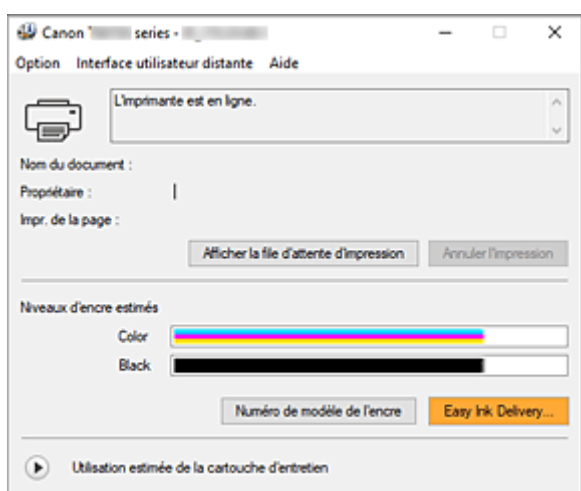 Canon series -
Option Interface utilisateur distante Aide
L'imprimante est en ligne.
Nom du document :
Propriétaire :
Impr. de la page :
Afficher la file d'attente d'impression Annuler l'impression
Niveaux d'encre estimés
Color
Black
Numéro de modèle de l'encre Easy Ink Delivery...
Utilisation estimée de la cartouche d'entretien